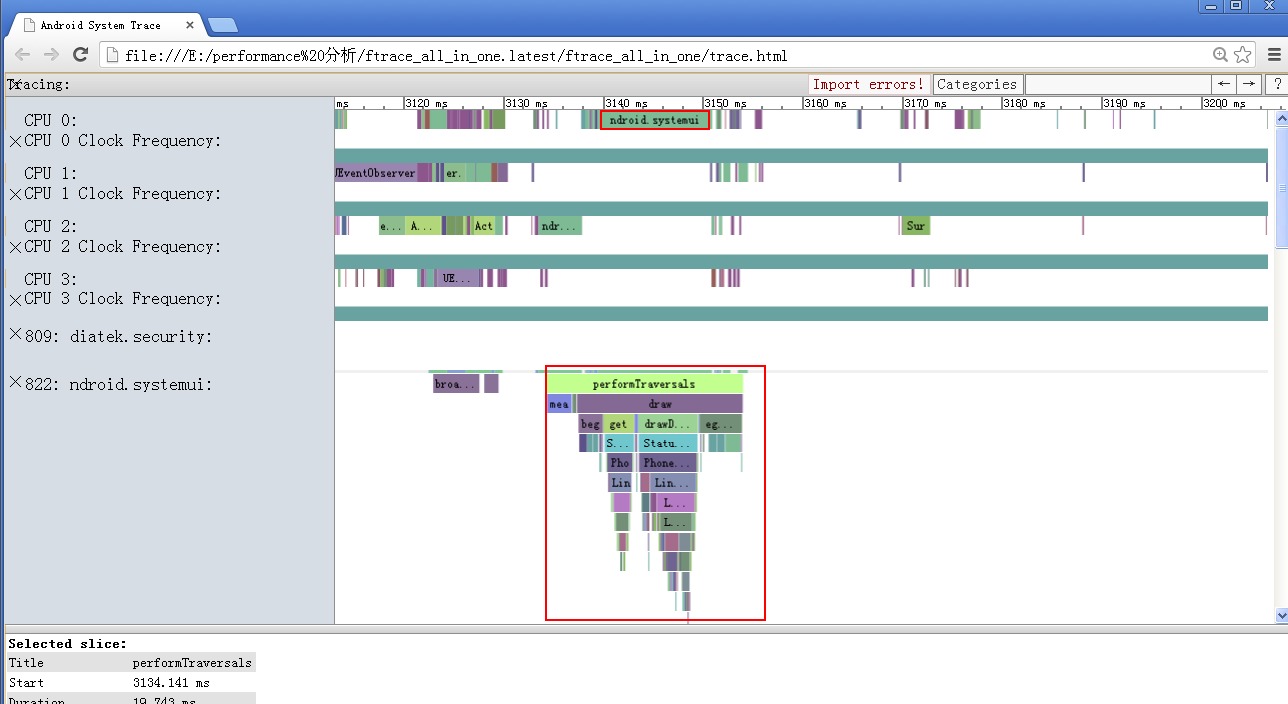 Android System Trace
file:///E:/performance%20分析/ftrace_all_in_one.latest/ftrace_all_in_one/trace.html
Tracing:
Import errors!
Categories
?
ms 3120 ms 3130 ms 3140 ms 3150 ms 3160 ms 3170 ms 3180 ms 3190 ms 3200 ms
CPU 0:
ndroid.systemui
CPU 0 Clock Frequency:
CPU 1:
UEventObserver er.
CPU 1 Clock Frequency:
CPU 2:
e... A... Act ndr... Sur
CPU 2 Clock Frequency:
CPU 3:
UE...
CPU 3 Clock Frequency:
809: diatek.security:
822: ndroid.systemui:
broa... performTraversals
mea draw
beg get drawD... eg...
S... Statu...
Pho Phone...
Lin Lin...
L...
L...
Selected slice:
Title performTraversals
Start 3134.141 ms
Duration 19.743 ms